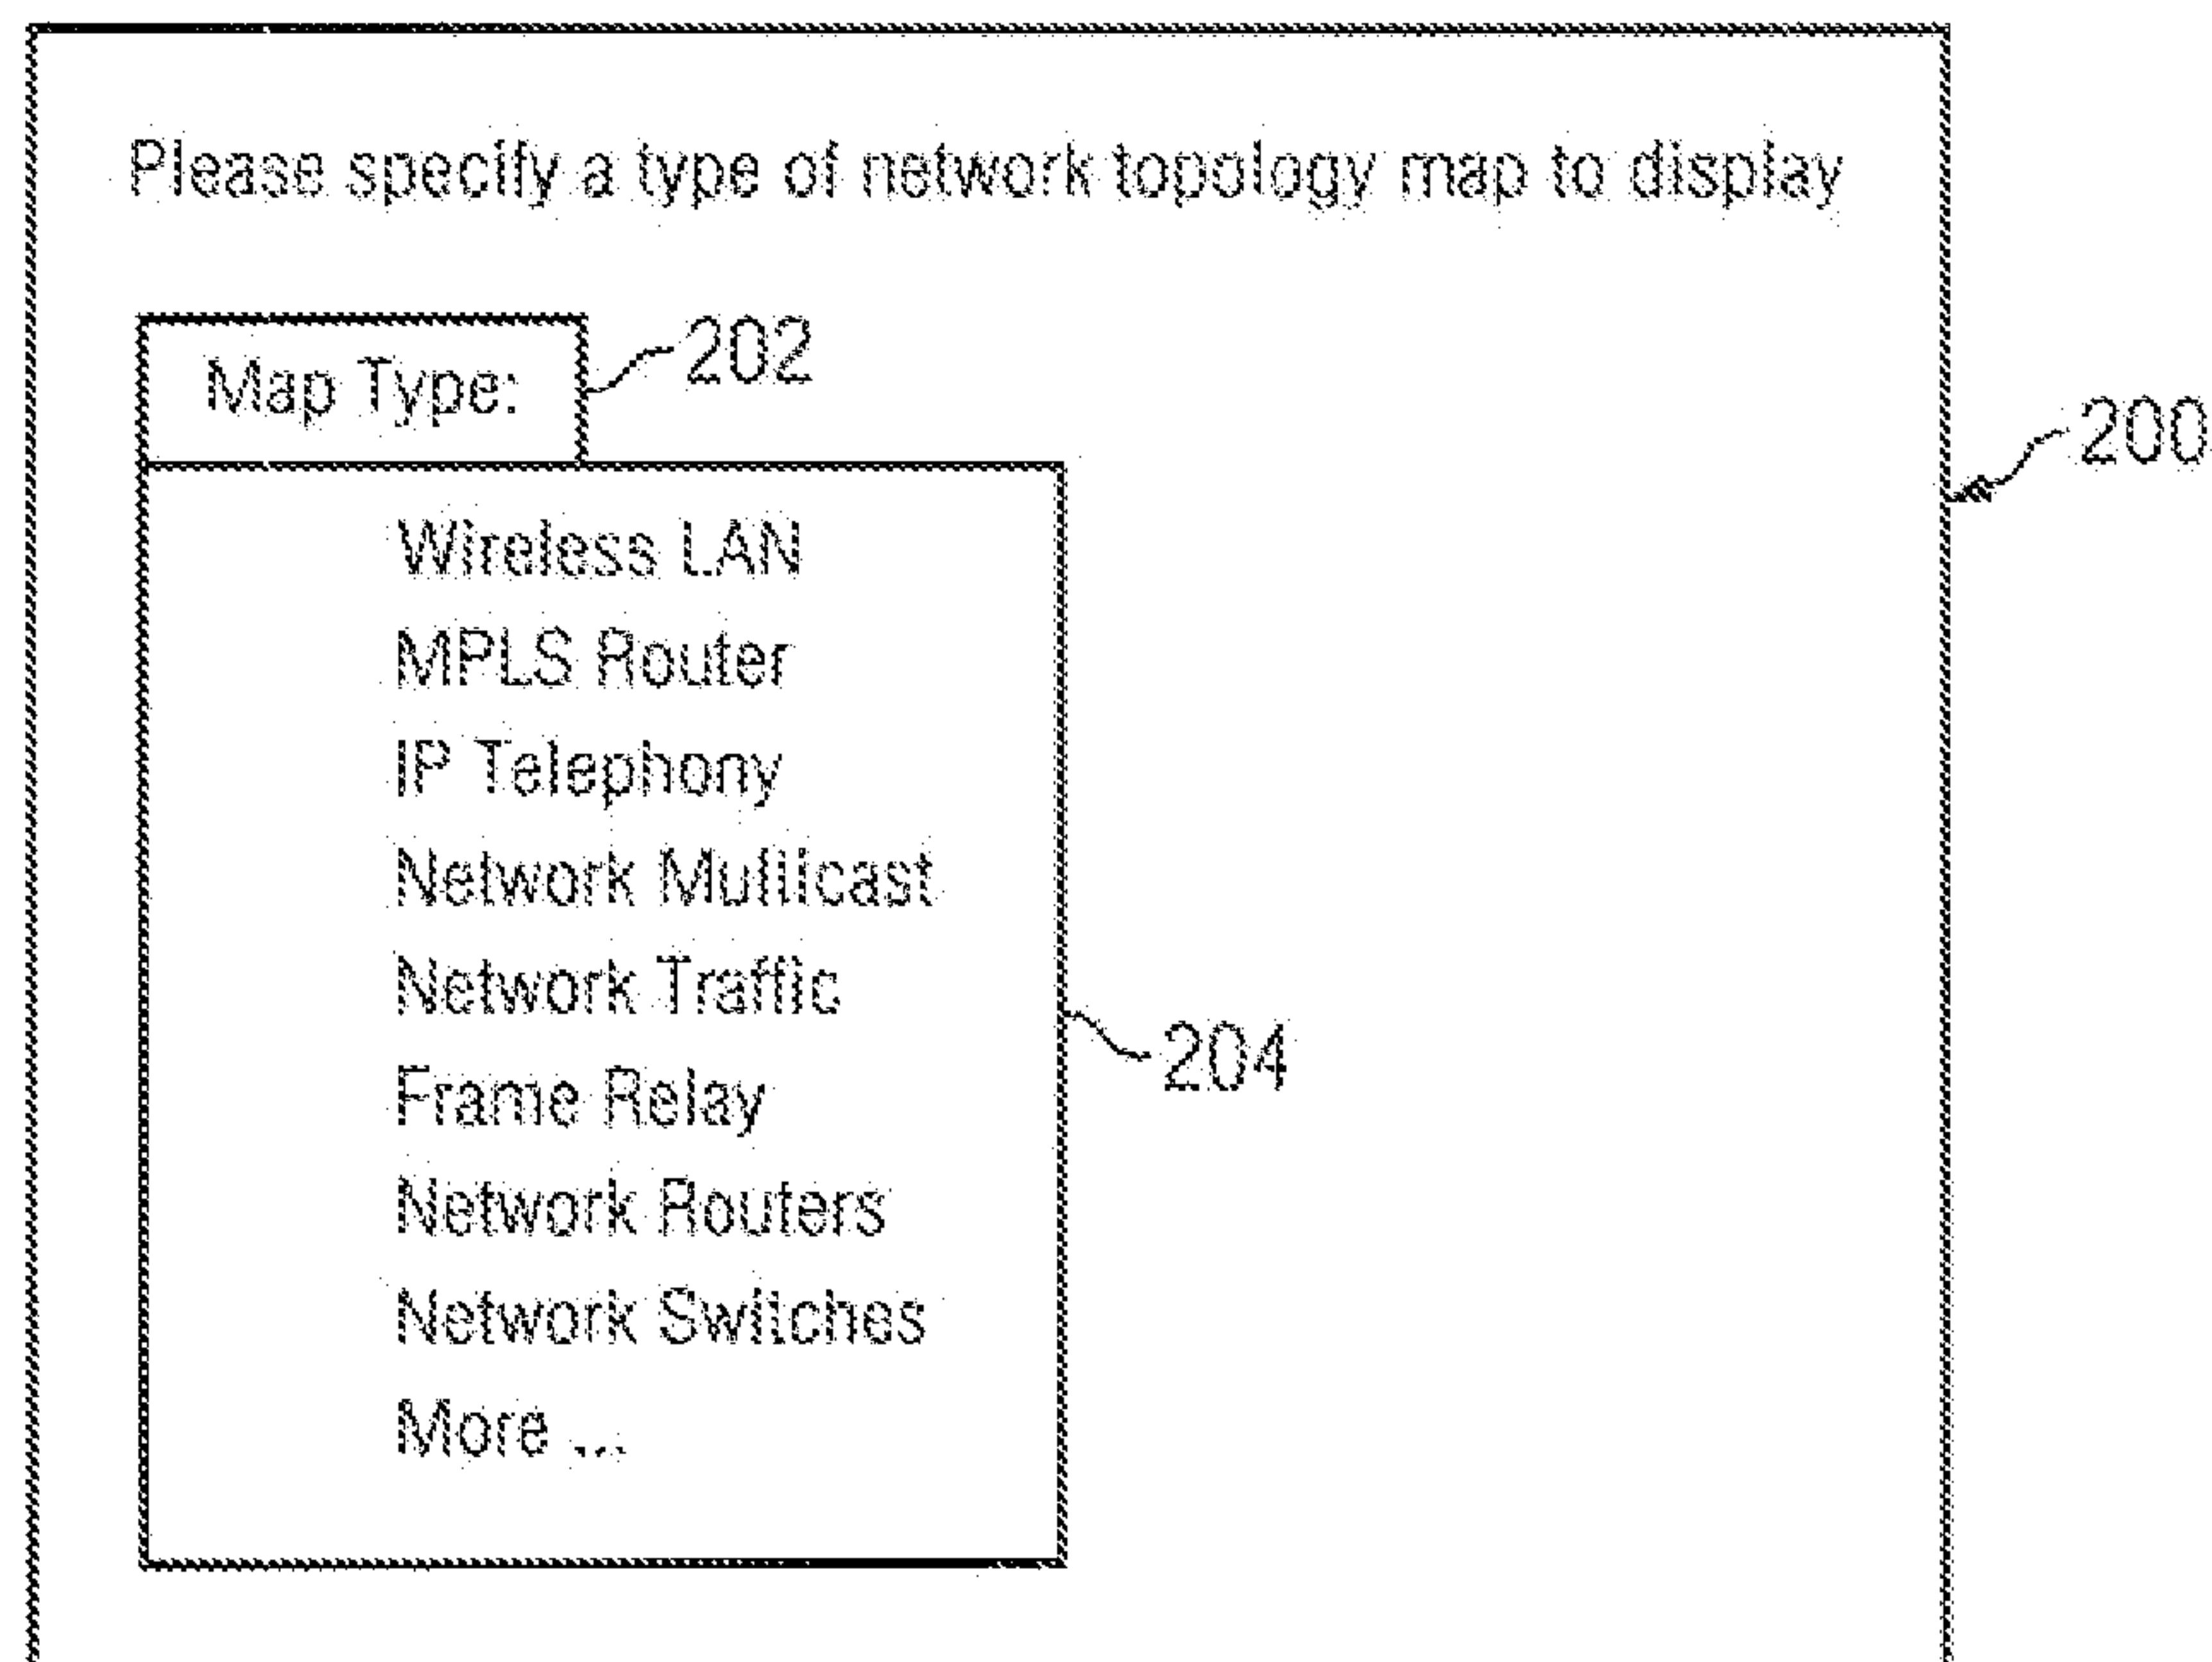 Please specify a type of network topology map to display
Map Type:
202
200
Wireless LAN
MPLS Router
IP Telephony
Network Multicast
Network Traffic
204
Frame Relay
Network Routers
Network Switches
More ...